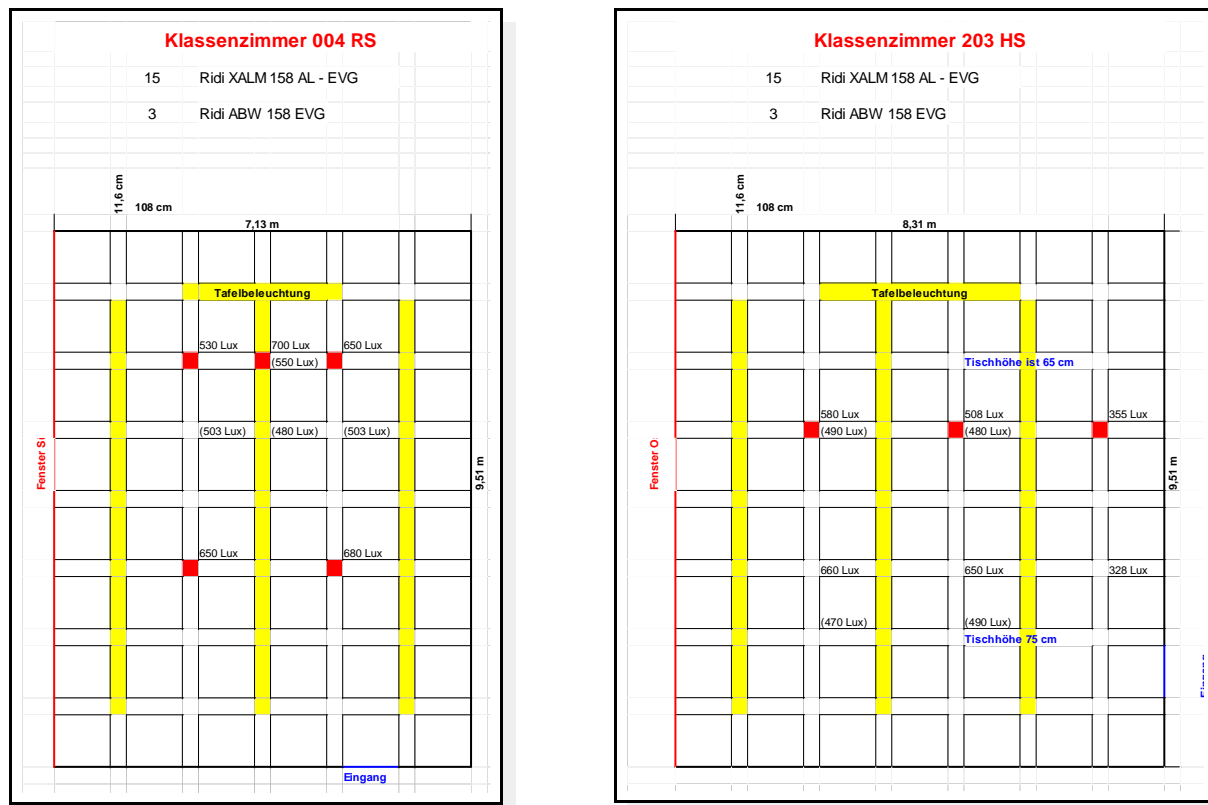 Klassenzimmer 004 RS
15 Ridi XALM 158 AL - EVG
3 Ridi ABW 158 EVG
11,6 cm
108 cm
7,13 m
Tafelbeleuchtung
530 Lux 700 Lux 650 Lux
(550 Lux)
(503 Lux) (480 Lux) (503 Lux)
Fenster
9,51 m
650 Lux 680 Lux
Eingang
Klassenzimmer 203 HS
15 Ridi XALM 158 AL - EVG
3 Ridi ABW 158 EVG
11,6 cm
108 cm
8,31 m
Tafelbeleuchtung
Tischhöhe ist 65 cm
580 Lux 508 Lux 355 Lux
(490 Lux) (480 Lux)
Fenster O
9,51 m
660 Lux 650 Lux 328 Lux
(470 Lux) (490 Lux)
Tischhöhe 75 cm
Eingang